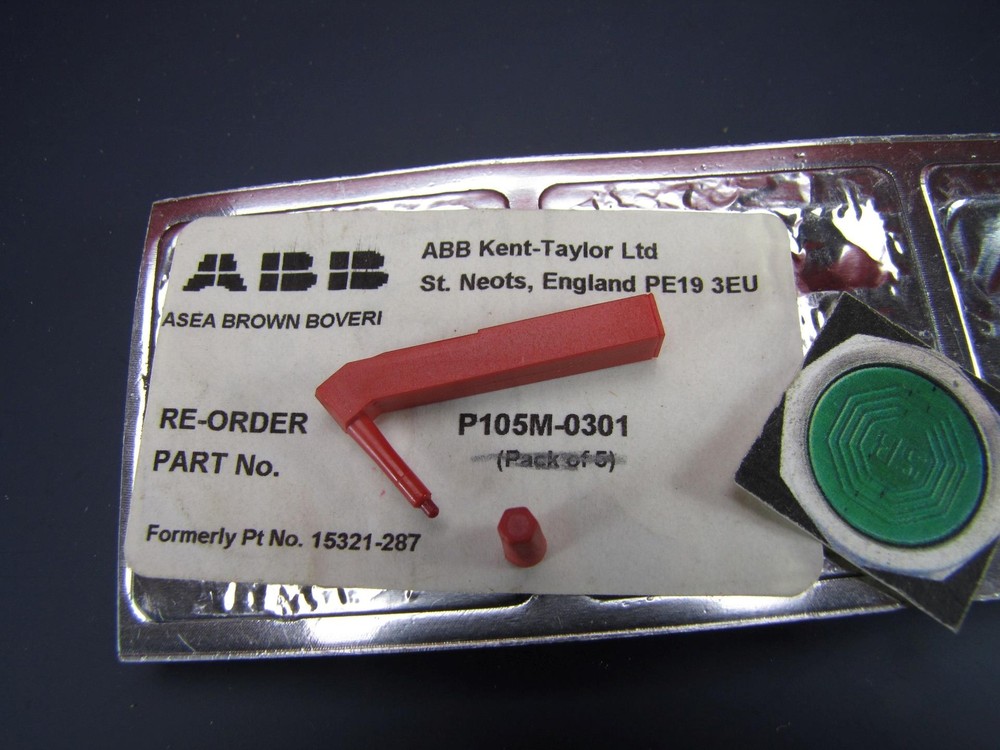 ABB
ASEA BROWN BOVERI
ABB Kent-Taylor Ltd
St. Neots, England PE19 3EU
RE-ORDER
PART No.
P105M-0301
(Pack of 5)
Formerly Pt No. 15321-287